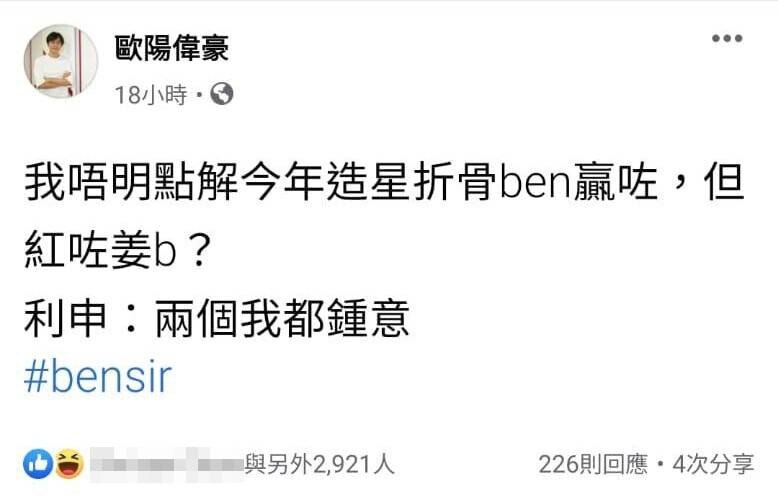 歐陽偉豪
18小時·
我唔明點解今年造星折骨ben贏咗，但
紅咗姜b？
利申：兩個我都鍾意
#bensir
與另外2,921人
226則回應·4次分享